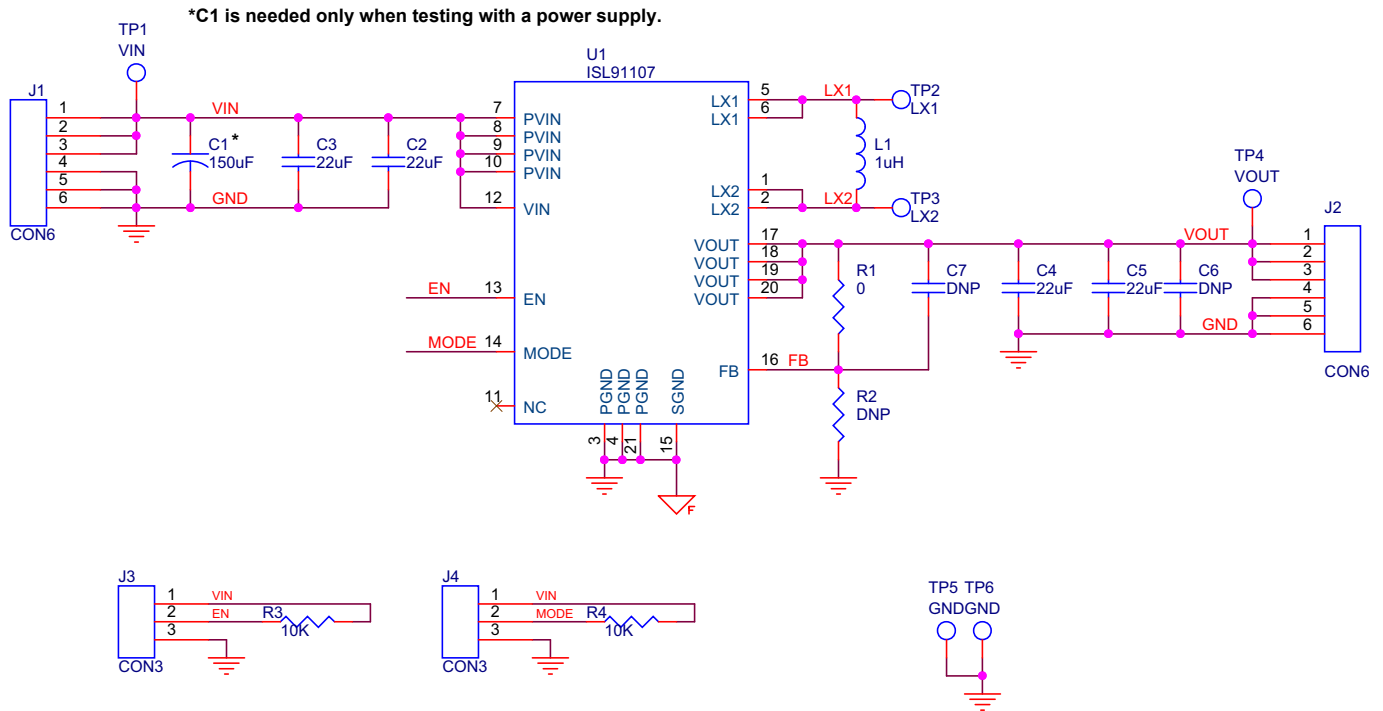 *C1 is needed only when testing with a power supply.
TP1
VIN
J1
1
2
3
4
5
6
CON6
VIN
GND
C1 *
150uF
C3
22uF
C2
22uF
U1
ISL91107
7
8
9
10
12
13
14
11
PVIN
PVIN
PVIN
PVIN
VIN
EN
MODE
NC
EN
MODE
PGND
PGND
PGND
SGND
3
4
21
15
F
LX1
LX1
LX2
LX2
VOUT
VOUT
VOUT
VOUT
FB
5
6
1
2
17
18
19
20
16
LX1
LX2
FB
TP2
LX1
L1
1uH
TP3
LX2
R1
0
C7
DNP
R2
DNP
C4
22uF
C5
22uF
C6
DNP
VOUT
GND
TP4
VOUT
J2
1
2
3
4
5
6
CON6
J3
1
2
3
CON3
VIN
EN
R3
10K
J4
1
2
3
CON3
VIN
MODE
R4
10K
TP5 TP6
GND GND